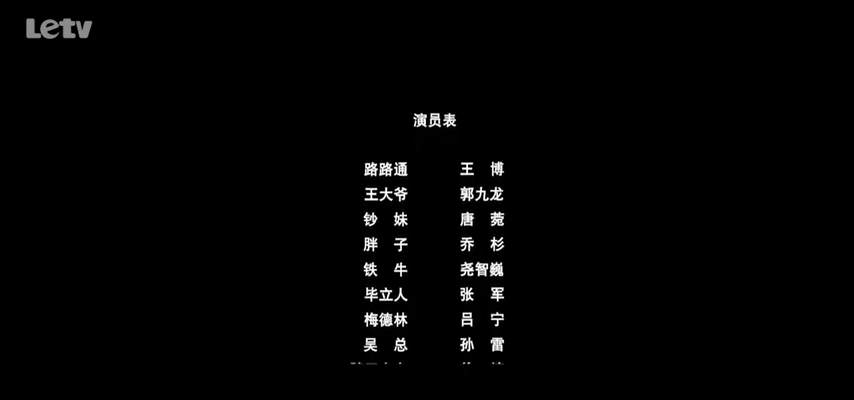 Letv
演员表
路路通 王 博
王大爷 郭九龙
钞 妹 唐 菀
胖 子 乔 杉
铁 牛 尧智巍
毕立人 张 军
梅德林 吕 宁
吴 总 孙 雷